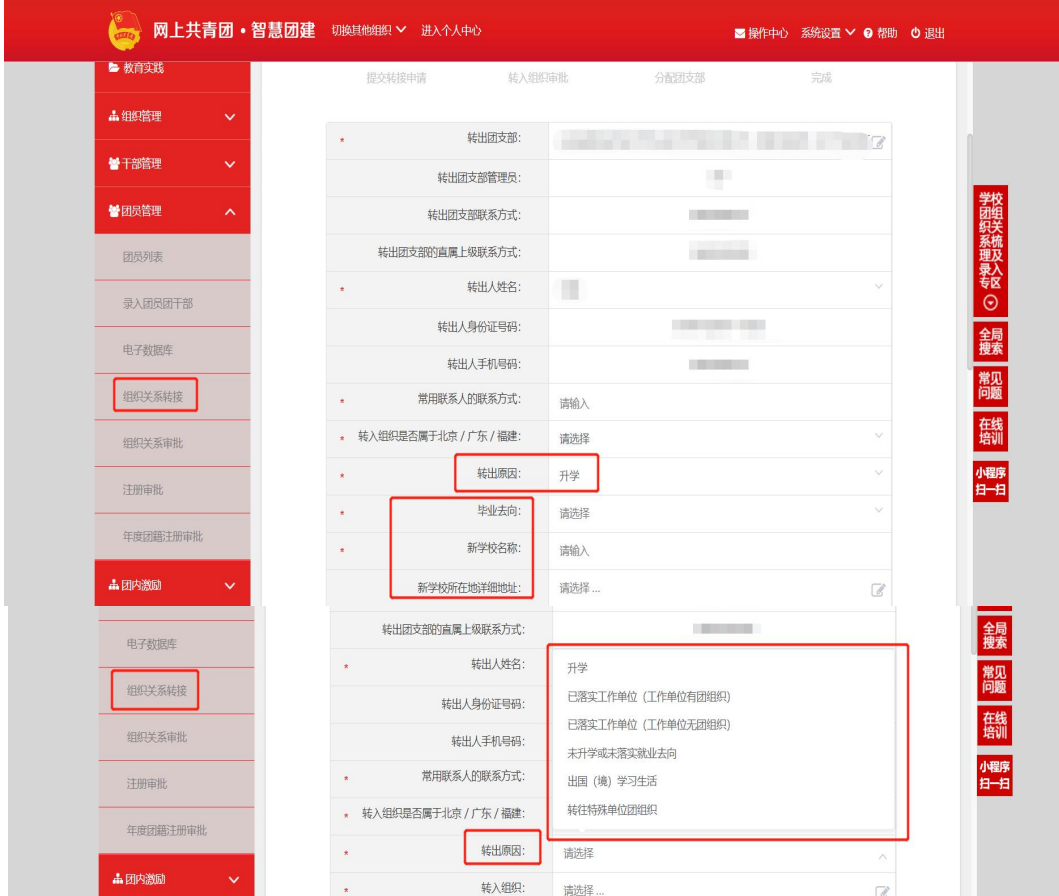 网上共青团·智慧团建 切换其他组织 进入个人中心 操作中心 系统设置 帮助 退出
教育实践
提交转接申请 转入组织审批 分配团支部 完成
组织管理
* 转出团支部:
干部管理
转出团支部管理员:
团员管理
转出团支部联系方式:
团员列表
转出团支部的直属上级联系方式:
* 转出人姓名:
录入团员团干部
转出人身份证号码:
电子数据库
转出人手机号码:
组织关系转接
* 常用联系人的联系方式: 请输入
组织关系审批
* 转入组织是否属于北京/广东/福建: 请选择
* 转出原因: 升学
注册审批
* 毕业去向: 请选择
年度团籍注册审批
* 新学校名称: 请输入
团内激励
新学校所在地详细地址: 请选择 ...
学校
团组
织关
系梳
理及
录入
专区
全局
搜索
常见
问题
在线
培训
小程序
扫一扫
转出团支部的直属上级联系方式:
电子数据库
* 转出人姓名: 升学
组织关系转接
转出人身份证号码: 已落实工作单位（工作单位有团组织）
已落实工作单位（工作单位无团组织）
组织关系审批
转出人手机号码: 未升学或未落实就业去向
* 常用联系人的联系方式: 出国（境）学习生活
注册审批
* 转入组织是否属于北京/广东/福建: 转往特殊单位团组织
年度团籍注册审批
* 转出原因: 请选择
团内激励
* 转入组织: 请选择 ...
全局
搜索
常见
问题
在线
培训
小程序
扫一扫